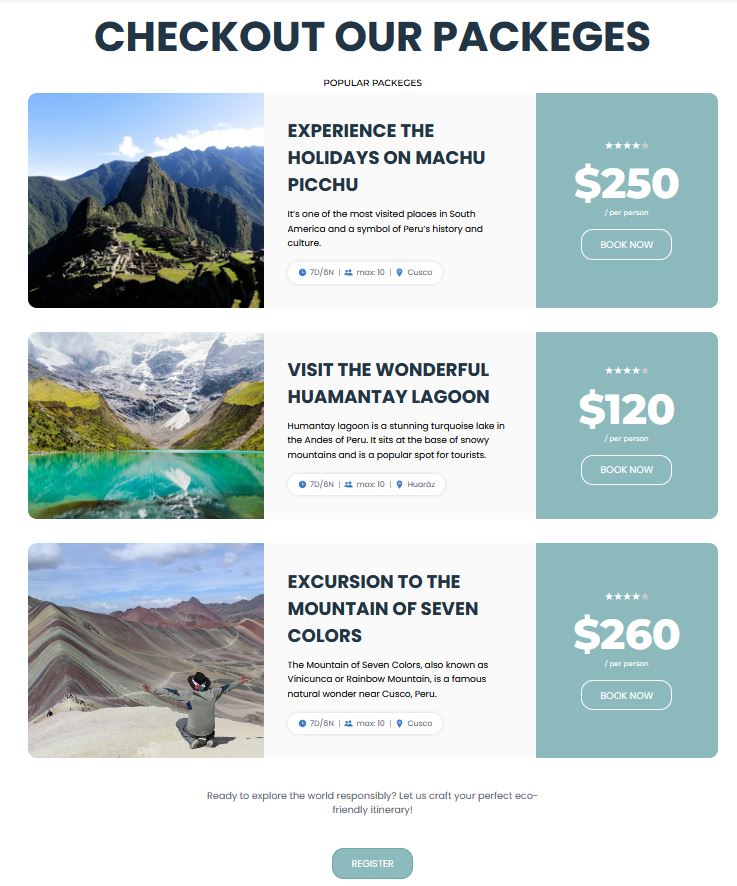 CHECKOUT OUR PACKEGES
POPULAR PACKEGES
EXPERIENCE THE
HOLIDAYS ON MACHU
PICCHU
It's one of the most visited places in South
America and a symbol of Peru's history and
culture.
7D/6N | max: 10 | Cusco
$250
/ per person
BOOK NOW
VISIT THE WONDERFUL
HUAMANTAY LAGOON
Humantay lagoon is a stunning turquoise lake in
the Andes of Peru. It sits at the base of snowy
mountains and is a popular spot for tourists.
7D/6N | max: 10 | Huaráz
$120
/ per person
BOOK NOW
EXCURSION TO THE
MOUNTAIN OF SEVEN
COLORS
The Mountain of Seven Colors, also known as
Vinicunca or Rainbow Mountain, is a famous
natural wonder near Cusco, Peru.
7D/6N | max: 10 | Cusco
$260
/ per person
BOOK NOW
Ready to explore the world responsibly? Let us craft your perfect eco-
friendly itinerary!
REGISTER